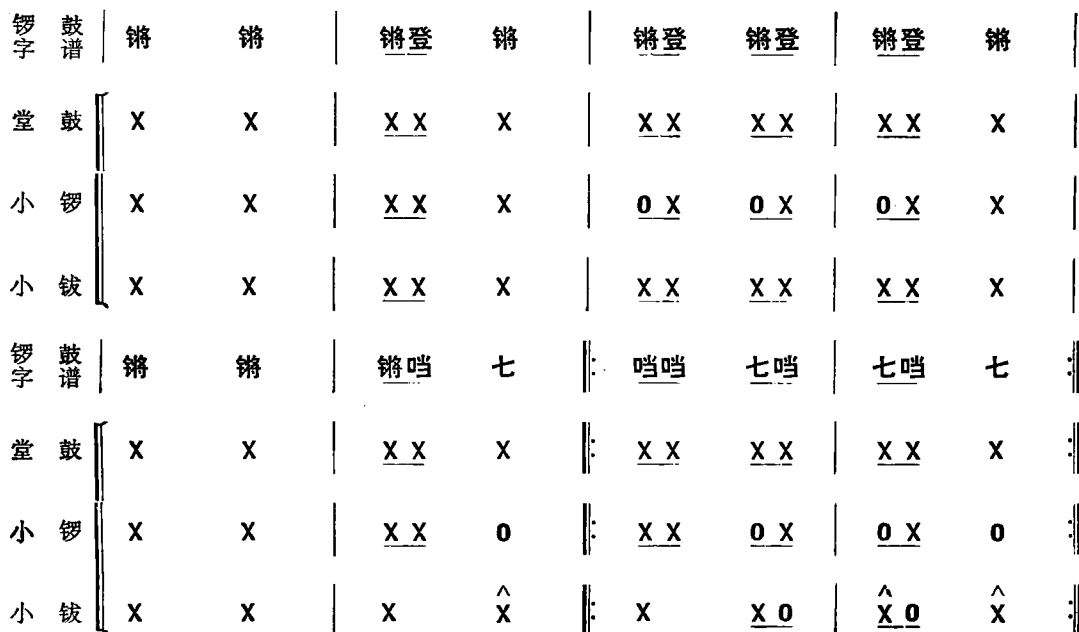 锣鼓字谱 | 锵 锵 | 锵登 锵 | 锵登 锵登 | 锵登 锵 |
堂鼓 X X | X X X | X X X X | X X X |
小锣 X X | X X X | 0 X 0 X | 0 X X |
小钹 X X | X X X | X X X X | X X X |
锣鼓字谱 | 锵 锵 | 锵当 七 ‖: 当当 七当 | 七当 七 :‖
堂鼓 X X | X X X ‖: X X X X | X X X :‖
小锣 X X | X X 0 ‖: X X 0 X | 0 X 0 :‖
小钹 X X | X X̂ ‖: X X 0 | X̂ 0 X̂ :‖